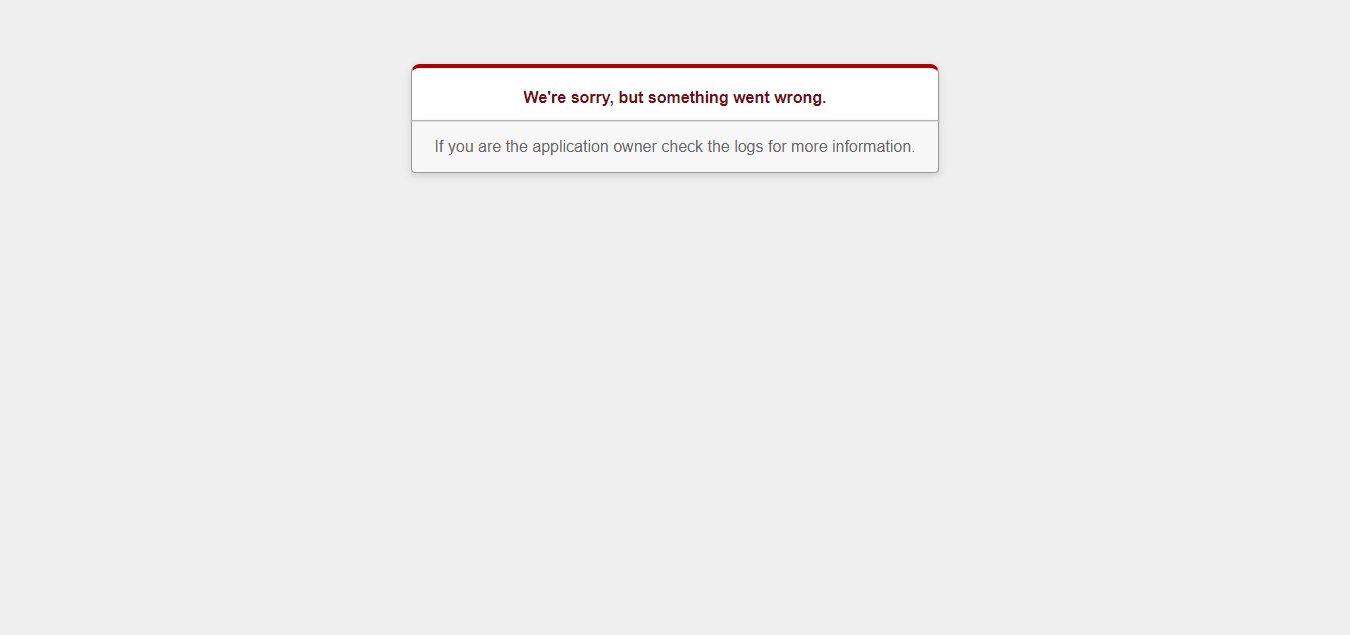 We're sorry, but something went wrong.
If you are the application owner check the logs for more information.